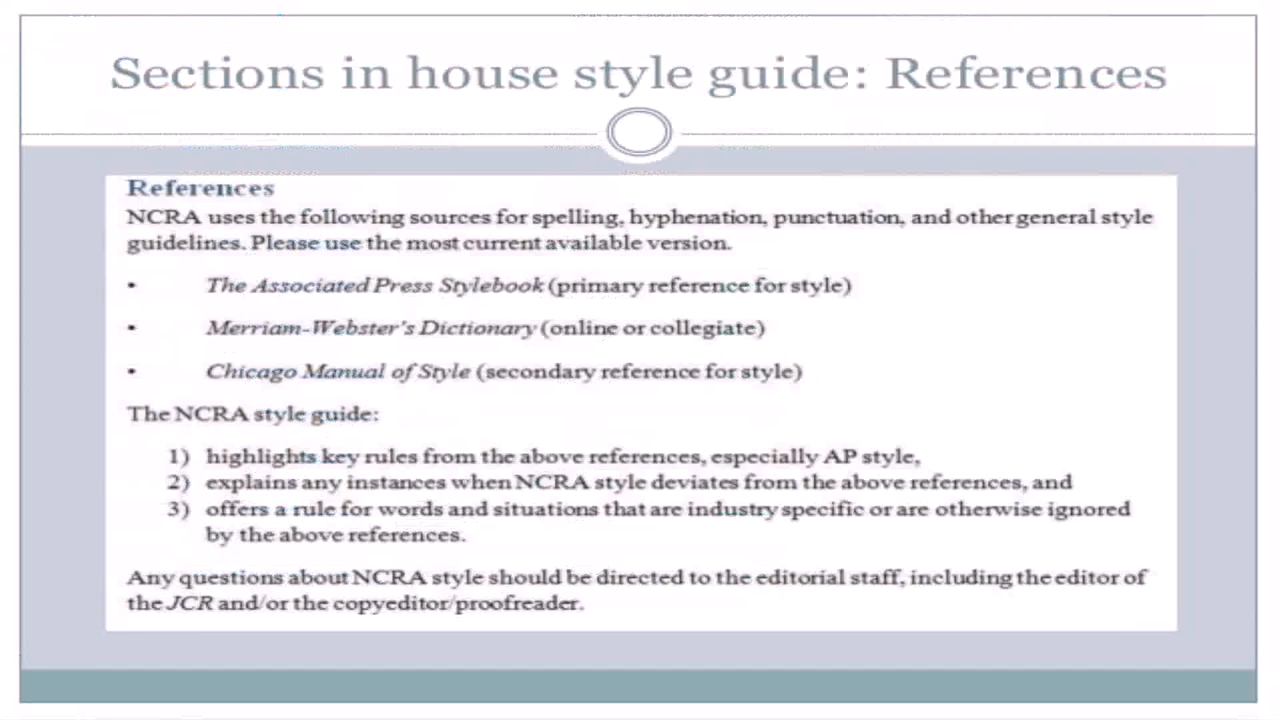 Sections in house style guide: References
References
NCRA uses the following sources for spelling, hyphenation, punctuation, and other general style
guidelines. Please use the most current available version.
• The Associated Press Stylebook (primary reference for style)
• Merriam-Webster's Dictionary (online or collegiate)
• Chicago Manual of Style (secondary reference for style)
The NCRA style guide:
1) highlights key rules from the above references, especially AP style,
2) explains any instances when NCRA style deviates from the above references, and
3) offers a rule for words and situations that are industry specific or are otherwise ignored
by the above references.
Any questions about NCRA style should be directed to the editorial staff, including the editor of
the JCR and/or the copyeditor/proofreader.